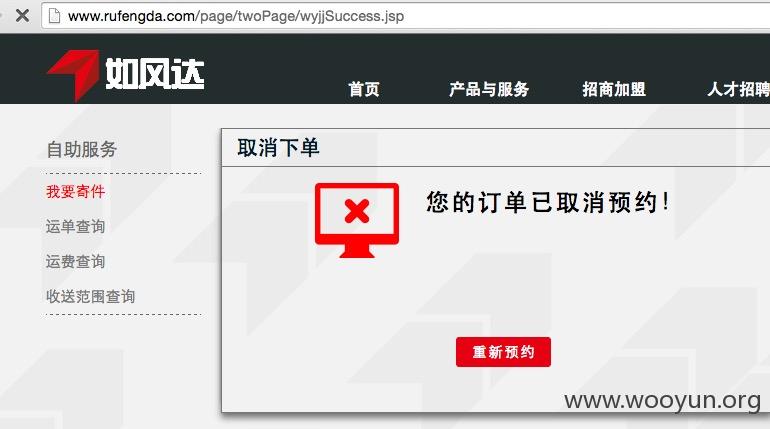 www.rufengda.com/page/twoPage/wyjjSuccess.jsp
如风达
首页 产品与服务 招商加盟 人才招聘
自助服务
我要寄件
运单查询
运费查询
收送范围查询
取消下单
您的订单已取消预约！
重新预约
www.wooyun.org